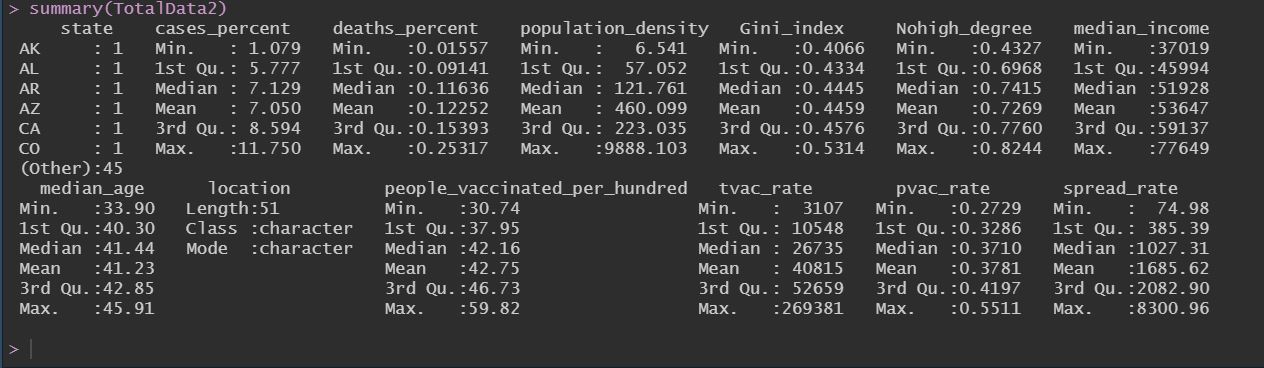 > summary(TotalData2)
     state    cases_percent    deaths_percent    population_density   Gini_index      Nohigh_degree    median_income
AK     : 1   Min.   : 1.079   Min.   :0.01557   Min.   :   6.541   Min.   :0.4066   Min.   :0.4327   Min.   :37019
AL     : 1   1st Qu.: 5.777   1st Qu.:0.09141   1st Qu.:  57.052   1st Qu.:0.4334   1st Qu.:0.6968   1st Qu.:45994
AR     : 1   Median : 7.129   Median :0.11636   Median : 121.761   Median :0.4445   Median :0.7415   Median :51928
AZ     : 1   Mean   : 7.050   Mean   :0.12252   Mean   : 460.099   Mean   :0.4459   Mean   :0.7269   Mean   :53647
CA     : 1   3rd Qu.: 8.594   3rd Qu.:0.15393   3rd Qu.: 223.035   3rd Qu.:0.4576   3rd Qu.:0.7760   3rd Qu.:59137
CO     : 1   Max.   :11.750   Max.   :0.25317   Max.   :9888.103   Max.   :0.5314   Max.   :0.8244   Max.   :77649
(Other):45
  median_age      location         people_vaccinated_per_hundred   tvac_rate        pvac_rate       spread_rate
Min.   :33.90   Length:51          Min.   :30.74                 Min.   :  3107   Min.   :0.2729   Min.   :  74.98
1st Qu.:40.30   Class :character   1st Qu.:37.95                 1st Qu.: 10548   1st Qu.:0.3286   1st Qu.: 385.39
Median :41.44   Mode  :character   Median :42.16                 Median : 26735   Median :0.3710   Median :1027.31
Mean   :41.23                      Mean   :42.75                 Mean   : 40815   Mean   :0.3781   Mean   :1685.62
3rd Qu.:42.85                      3rd Qu.:46.73                 3rd Qu.: 52659   3rd Qu.:0.4197   3rd Qu.:2082.90
Max.   :45.91                      Max.   :59.82                 Max.   :269381   Max.   :0.5511   Max.   :8300.96
>